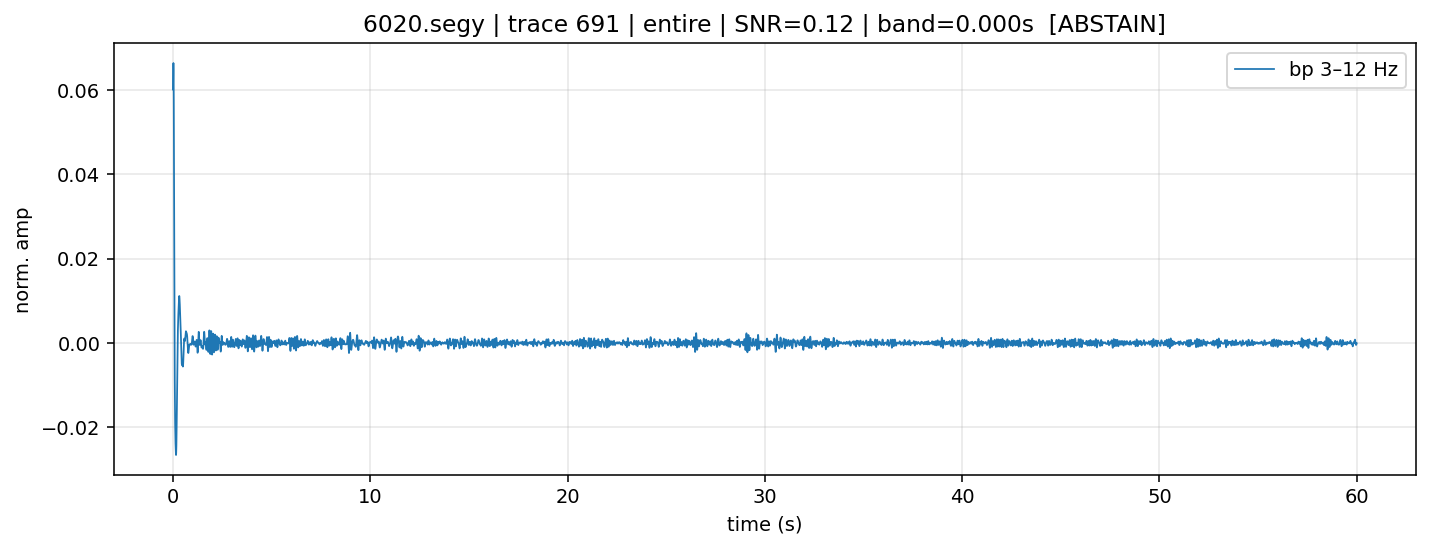 6020.segy | trace 691 | entire | SNR=0.12 | band=0.000s  [ABSTAIN]
bp 3–12 Hz
0.06
0.04
0.02
0.00
−0.02
norm. amp
0 10 20 30 40 50 60
time (s)